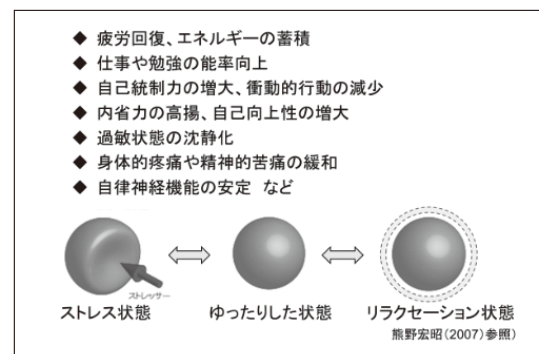 ◆ 疲労回復、エネルギーの蓄積
◆ 仕事や勉強の能率向上
◆ 自己統制力の増大、衝動的行動の減少
◆ 内省力の高揚、自己向上性の増大
◆ 過敏状態の沈静化
◆ 身体的疼痛や精神的苦痛の緩和
◆ 自律神経機能の安定 など
ストレッサー
ストレス状態 ゆったりした状態 リラクセーション状態
熊野宏昭(2007)参照)